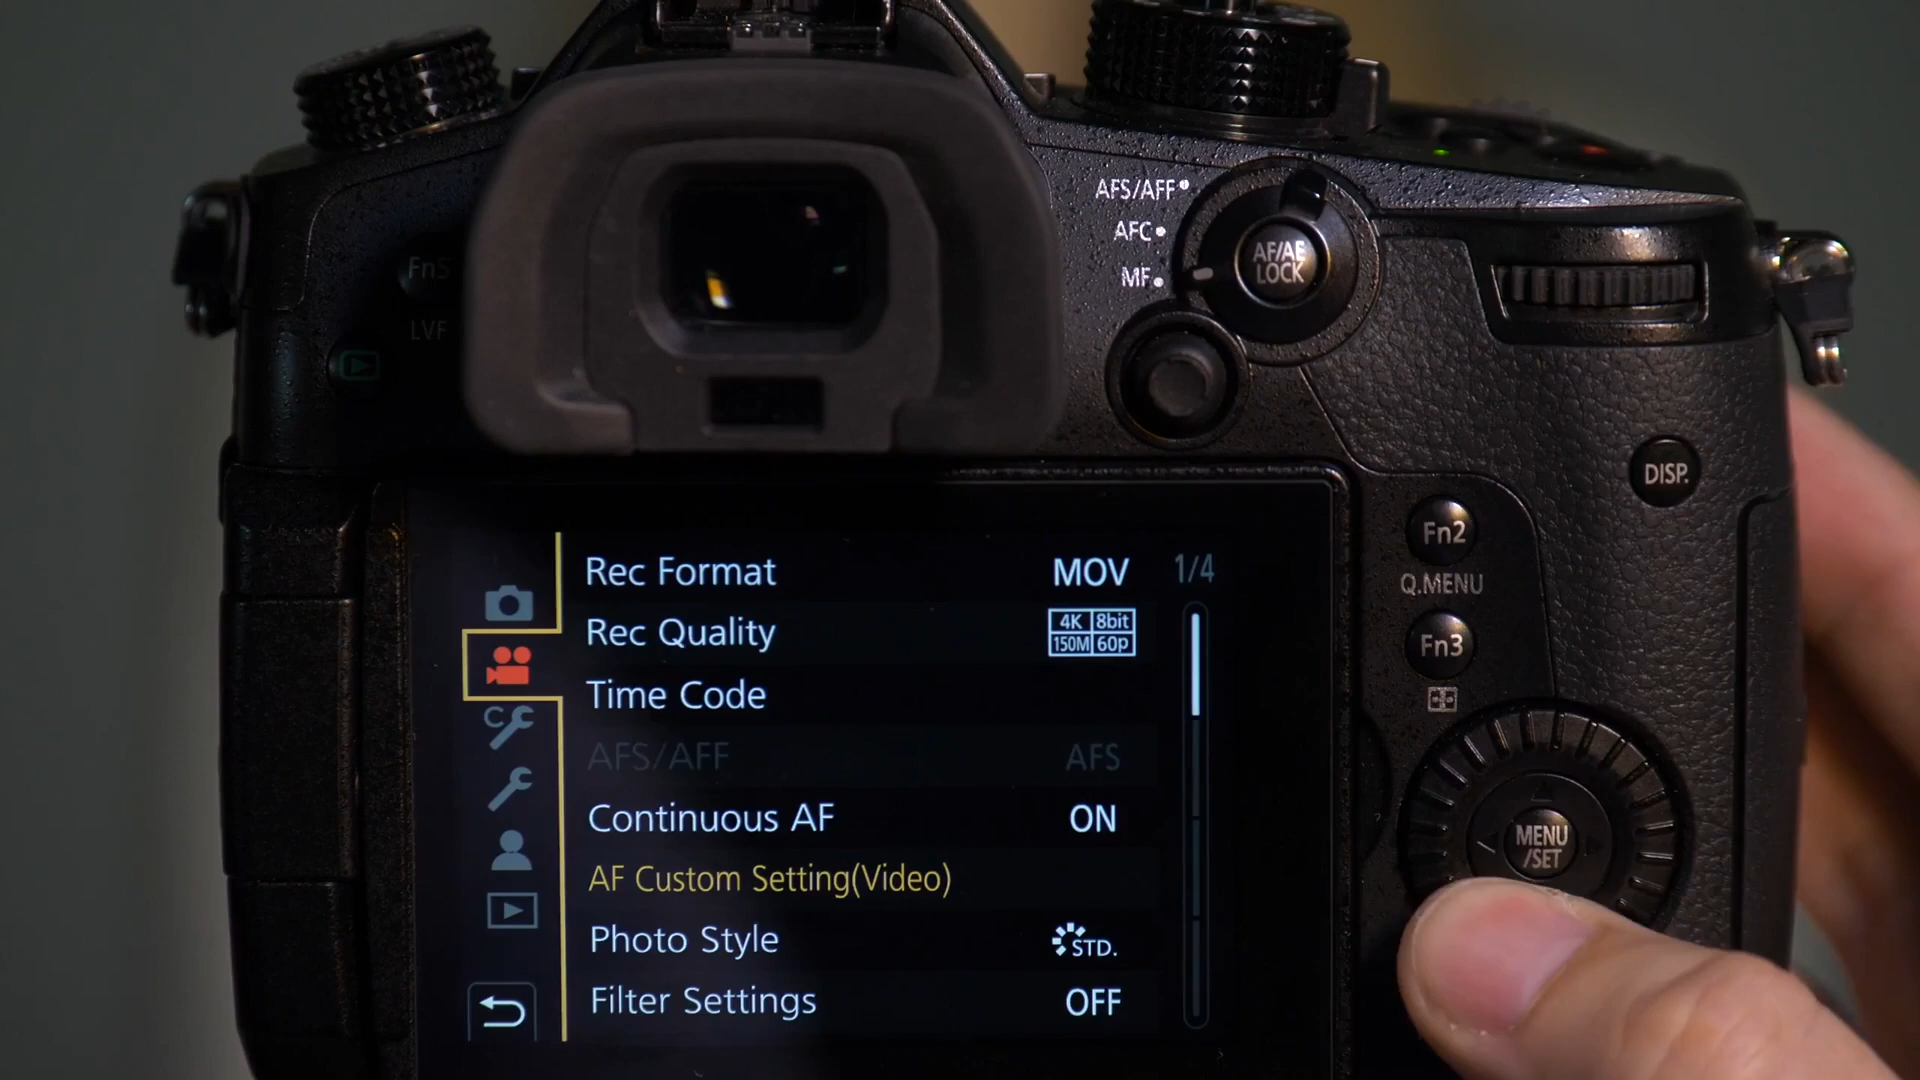 AFS/AFF
AFC
MF
AF/AE
LOCK
Fn5
LVF
DISP.
Fn2
Q.MENU
Fn3
MENU
/SET
Rec Format MOV 1/4
Rec Quality 4K 8bit
150M 60p
Time Code
AFS/AFF AFS
Continuous AF ON
AF Custom Setting(Video)
Photo Style STD.
Filter Settings OFF
C